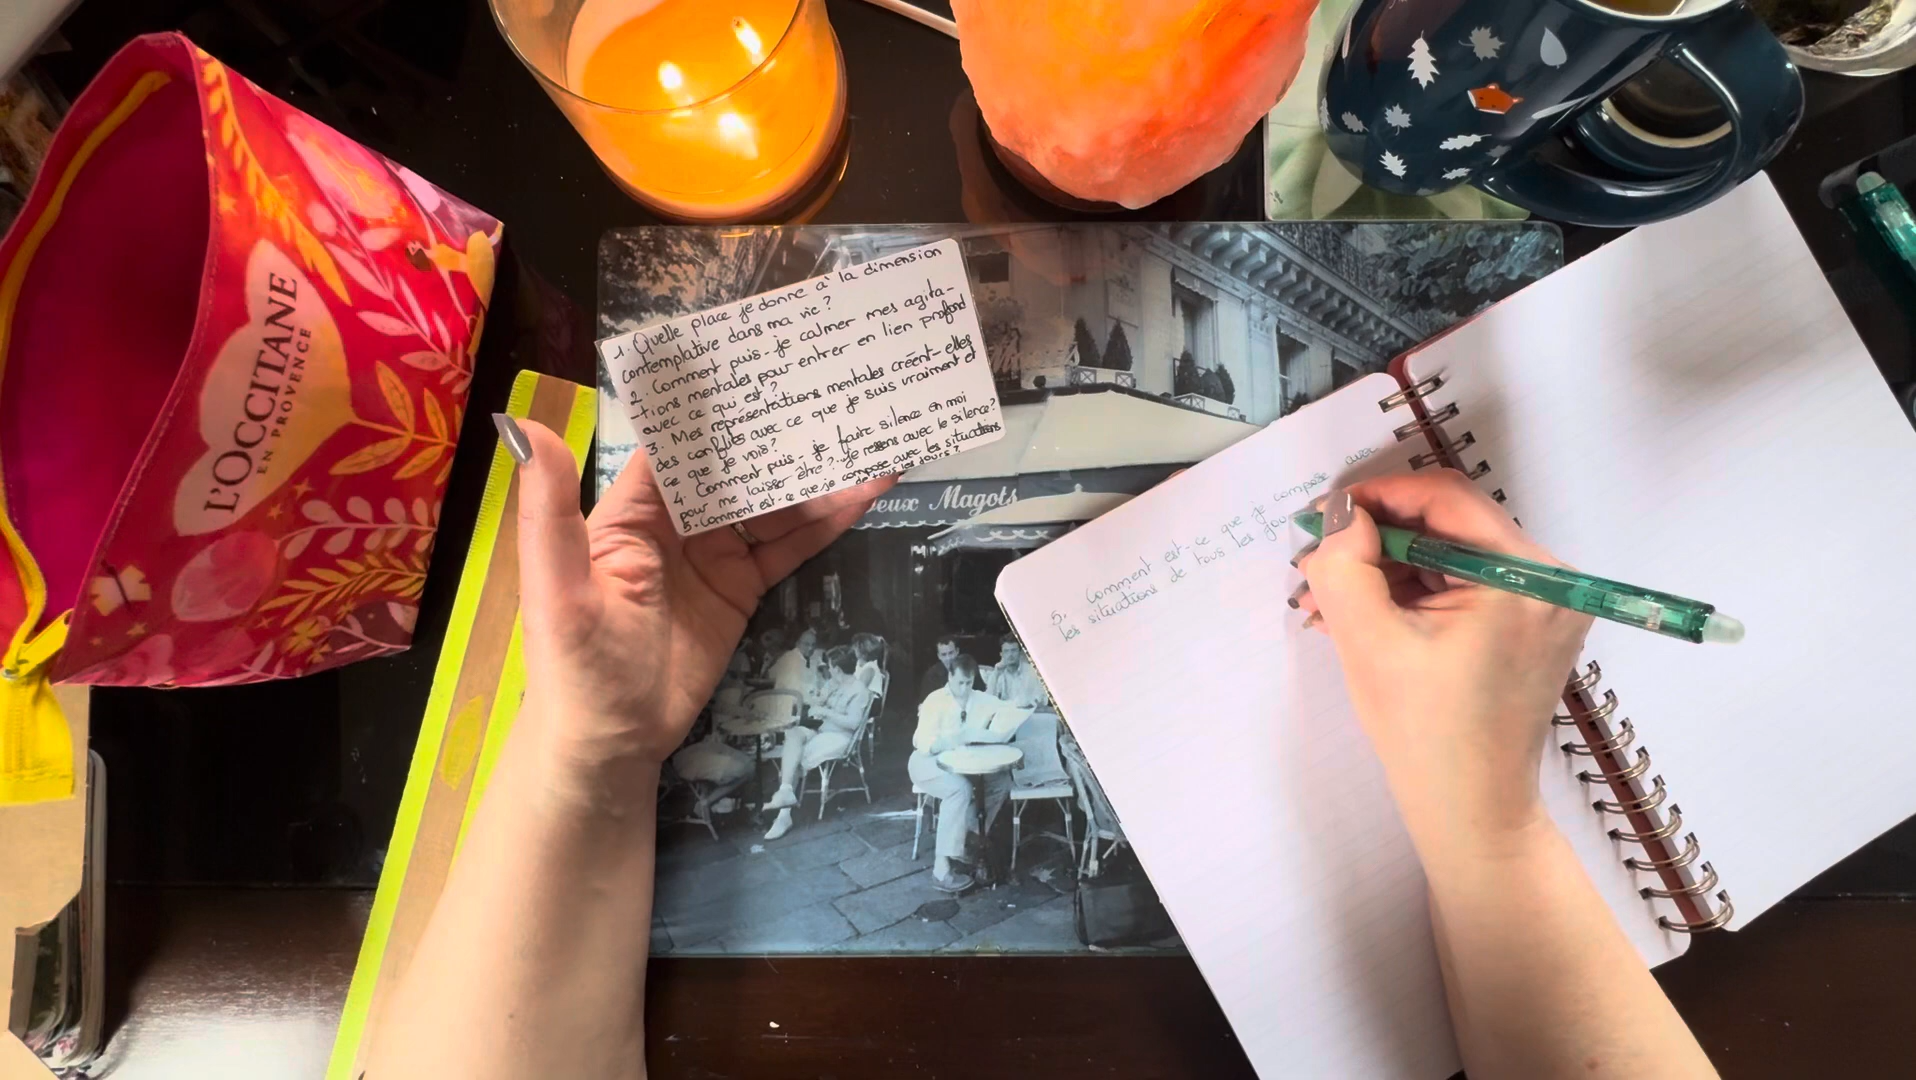 L'OCCITANE
EN PROVENCE
1. Quelle place je donne à la dimension
contemplative dans ma vie ?
2. Comment puis-je calmer mes agita-
-tions mentales pour entrer en lien profond
avec ce qui est ?
3. Mes représentations mentales créent-elles
des conflits avec ce que je suis vraiment et
ce que je vois ?
4. Comment puis-je faire silence en moi
pour me laisser être ? Je ressens avec le silence ?
5. Comment est-ce que je compose avec les situations
de tous les jours ?
Deux Magots
5. Comment est-ce que je compose avec
les situations de tous les jou